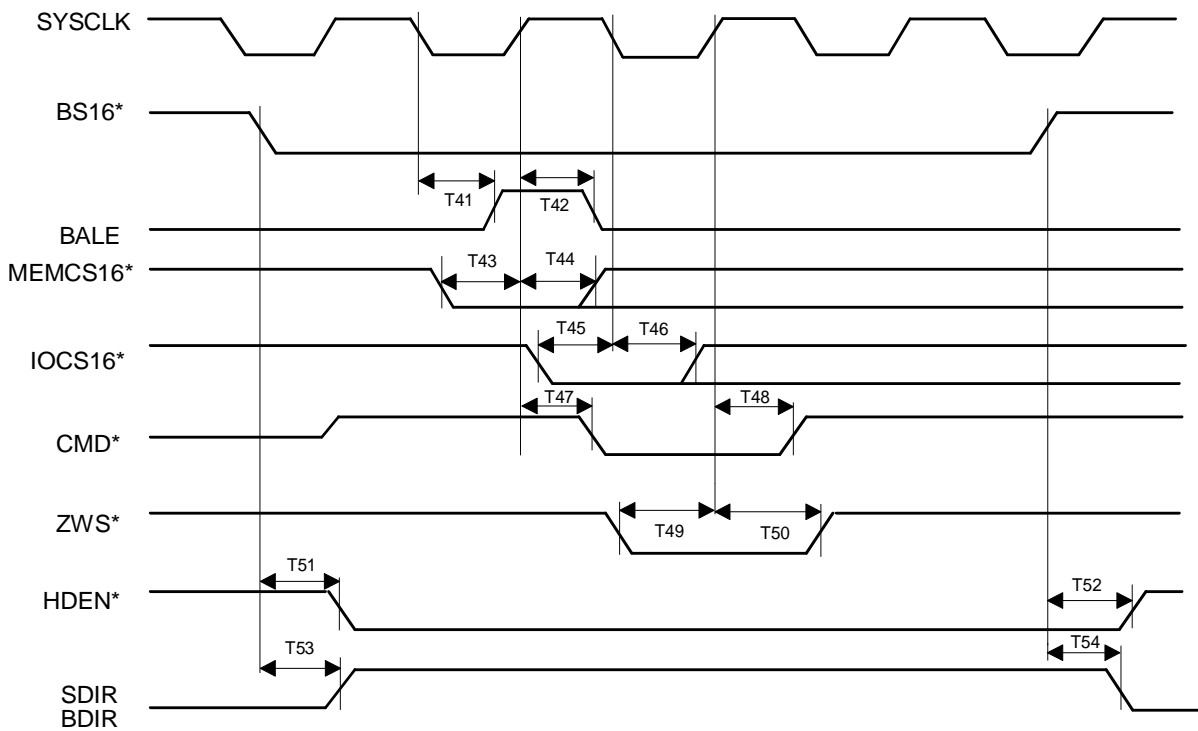 SYSCLK
BS16*
T41
T42
BALE
T43
T44
MEMCS16*
T45
T46
IOCS16*
T47
T48
CMD*
ZWS*
T49
T50
T51
T52
HDEN*
T53
T54
SDIR
BDIR